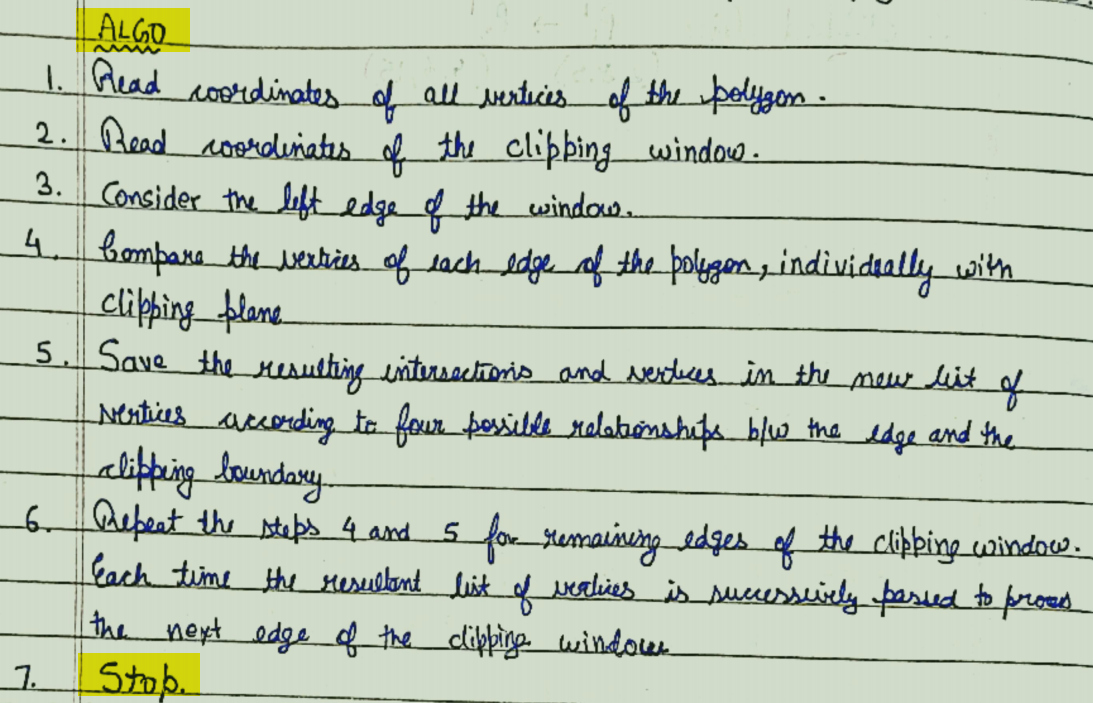 ALGO
1. Read coordinates of all vertices of the polygon.
2. Read coordinates of the clipping window.
3. Consider the left edge of the window.
4. Compare the vertices of each edge of the polygon, individually with
clipping plane
5. Save the resulting intersections and vertices in the new list of
vertices according to four possible relationships b/w the edge and the
clipping boundary
6. Repeat the steps 4 and 5 for remaining edges of the clipping window.
Each time the resultant list of vertices is successively passed to process
the next edge of the clipping window
7. Stop.